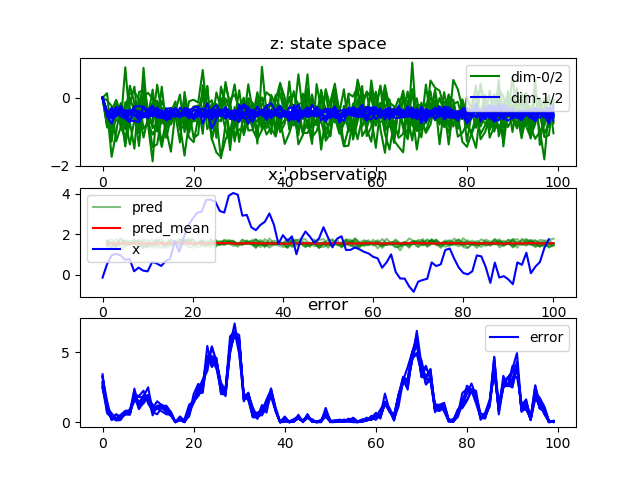 z: state space
0
−2
dim-0/2
dim-1/2
0 20 40 60 80 100
x: observation
4
2
0
pred
pred_mean
x
0 20 40 60 80 100
error
5
0
error
0 20 40 60 80 100